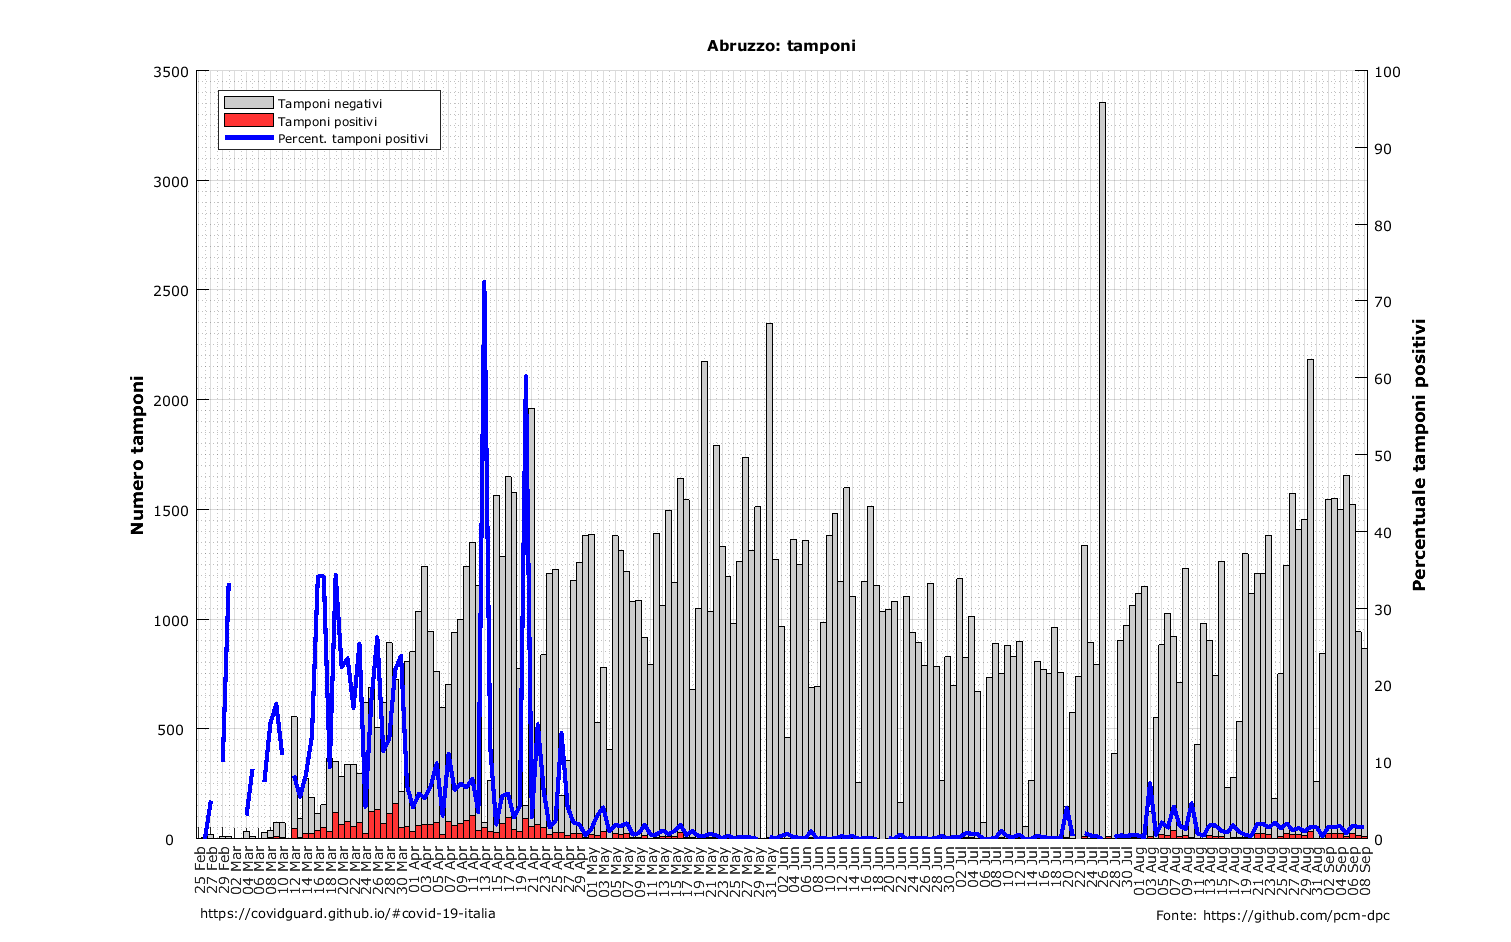 Abruzzo: tamponi
Tamponi negativi
Tamponi positivi
Percent. tamponi positivi
3500
3000
2500
2000
1500
1000
500
0
Numero tamponi
100
90
80
70
60
50
40
30
20
10
0
Percentuale tamponi positivi
25 Feb
27 Feb
29 Feb
02 Mar
04 Mar
06 Mar
08 Mar
10 Mar
12 Mar
14 Mar
16 Mar
18 Mar
20 Mar
22 Mar
24 Mar
26 Mar
28 Mar
30 Mar
01 Apr
03 Apr
05 Apr
07 Apr
09 Apr
11 Apr
13 Apr
15 Apr
17 Apr
19 Apr
21 Apr
23 Apr
25 Apr
27 Apr
29 Apr
01 May
03 May
05 May
07 May
09 May
11 May
13 May
15 May
17 May
19 May
21 May
23 May
25 May
27 May
29 May
31 May
02 Jun
04 Jun
06 Jun
08 Jun
10 Jun
12 Jun
14 Jun
16 Jun
18 Jun
20 Jun
22 Jun
24 Jun
26 Jun
28 Jun
30 Jun
02 Jul
04 Jul
06 Jul
08 Jul
10 Jul
12 Jul
14 Jul
16 Jul
18 Jul
20 Jul
22 Jul
24 Jul
26 Jul
28 Jul
30 Jul
01 Aug
03 Aug
05 Aug
07 Aug
09 Aug
11 Aug
13 Aug
15 Aug
17 Aug
19 Aug
21 Aug
23 Aug
25 Aug
27 Aug
29 Aug
31 Aug
02 Sep
04 Sep
06 Sep
08 Sep
https://covidguard.github.io/#covid-19-italia
Fonte: https://github.com/pcm-dpc